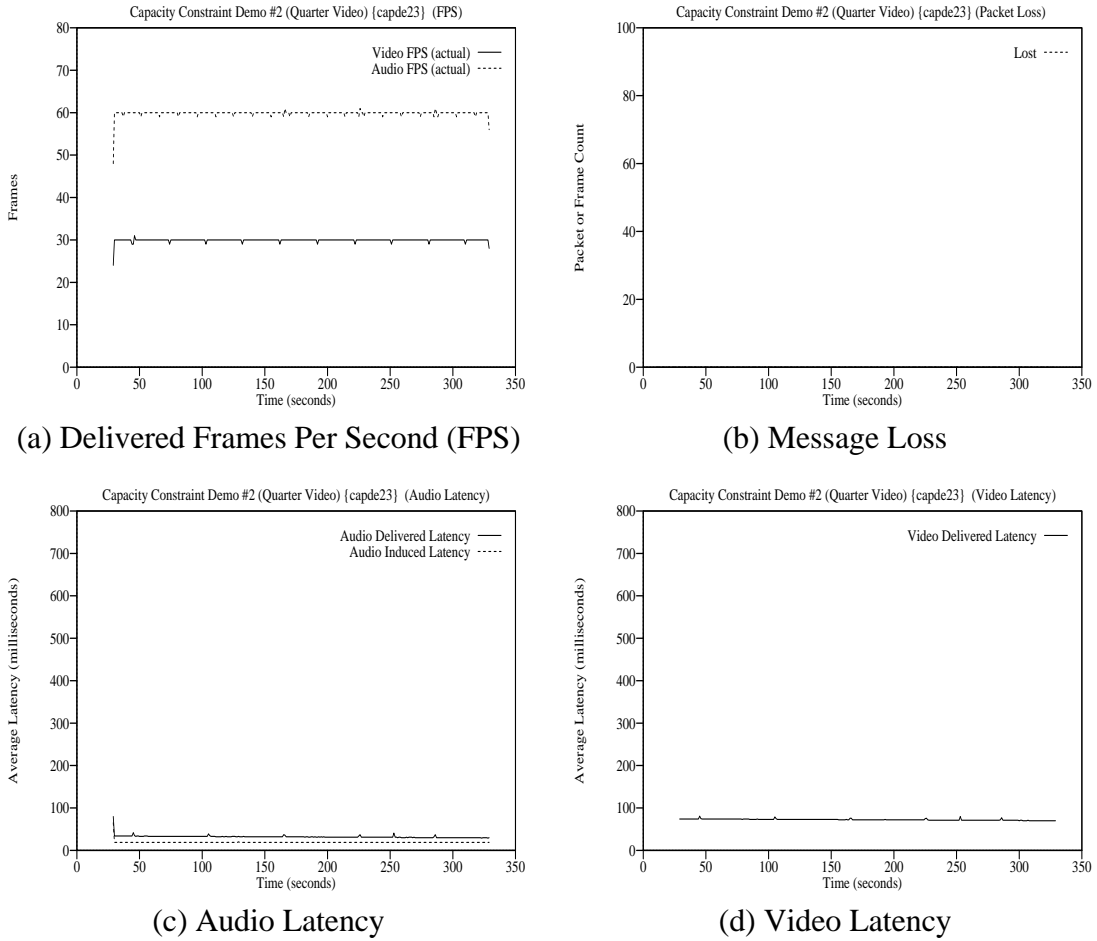 Capacity Constraint Demo #2 (Quarter Video) {capde23} (FPS)
80
70
60
50
40
30
20
10
0
Frames
Video FPS (actual)
Audio FPS (actual)
0 50 100 150 200 250 300 350
Time (seconds)
(a) Delivered Frames Per Second (FPS)
Capacity Constraint Demo #2 (Quarter Video) {capde23} (Packet Loss)
100
80
60
40
20
0
Packet or Frame Count
Lost
0 50 100 150 200 250 300 350
Time (seconds)
(b) Message Loss
Capacity Constraint Demo #2 (Quarter Video) {capde23} (Audio Latency)
800
700
600
500
400
300
200
100
0
Average Latency (milliseconds)
Audio Delivered Latency
Audio Induced Latency
0 50 100 150 200 250 300 350
Time (seconds)
(c) Audio Latency
Capacity Constraint Demo #2 (Quarter Video) {capde23} (Video Latency)
800
700
600
500
400
300
200
100
0
Average Latency (milliseconds)
Video Delivered Latency
0 50 100 150 200 250 300 350
Time (seconds)
(d) Video Latency